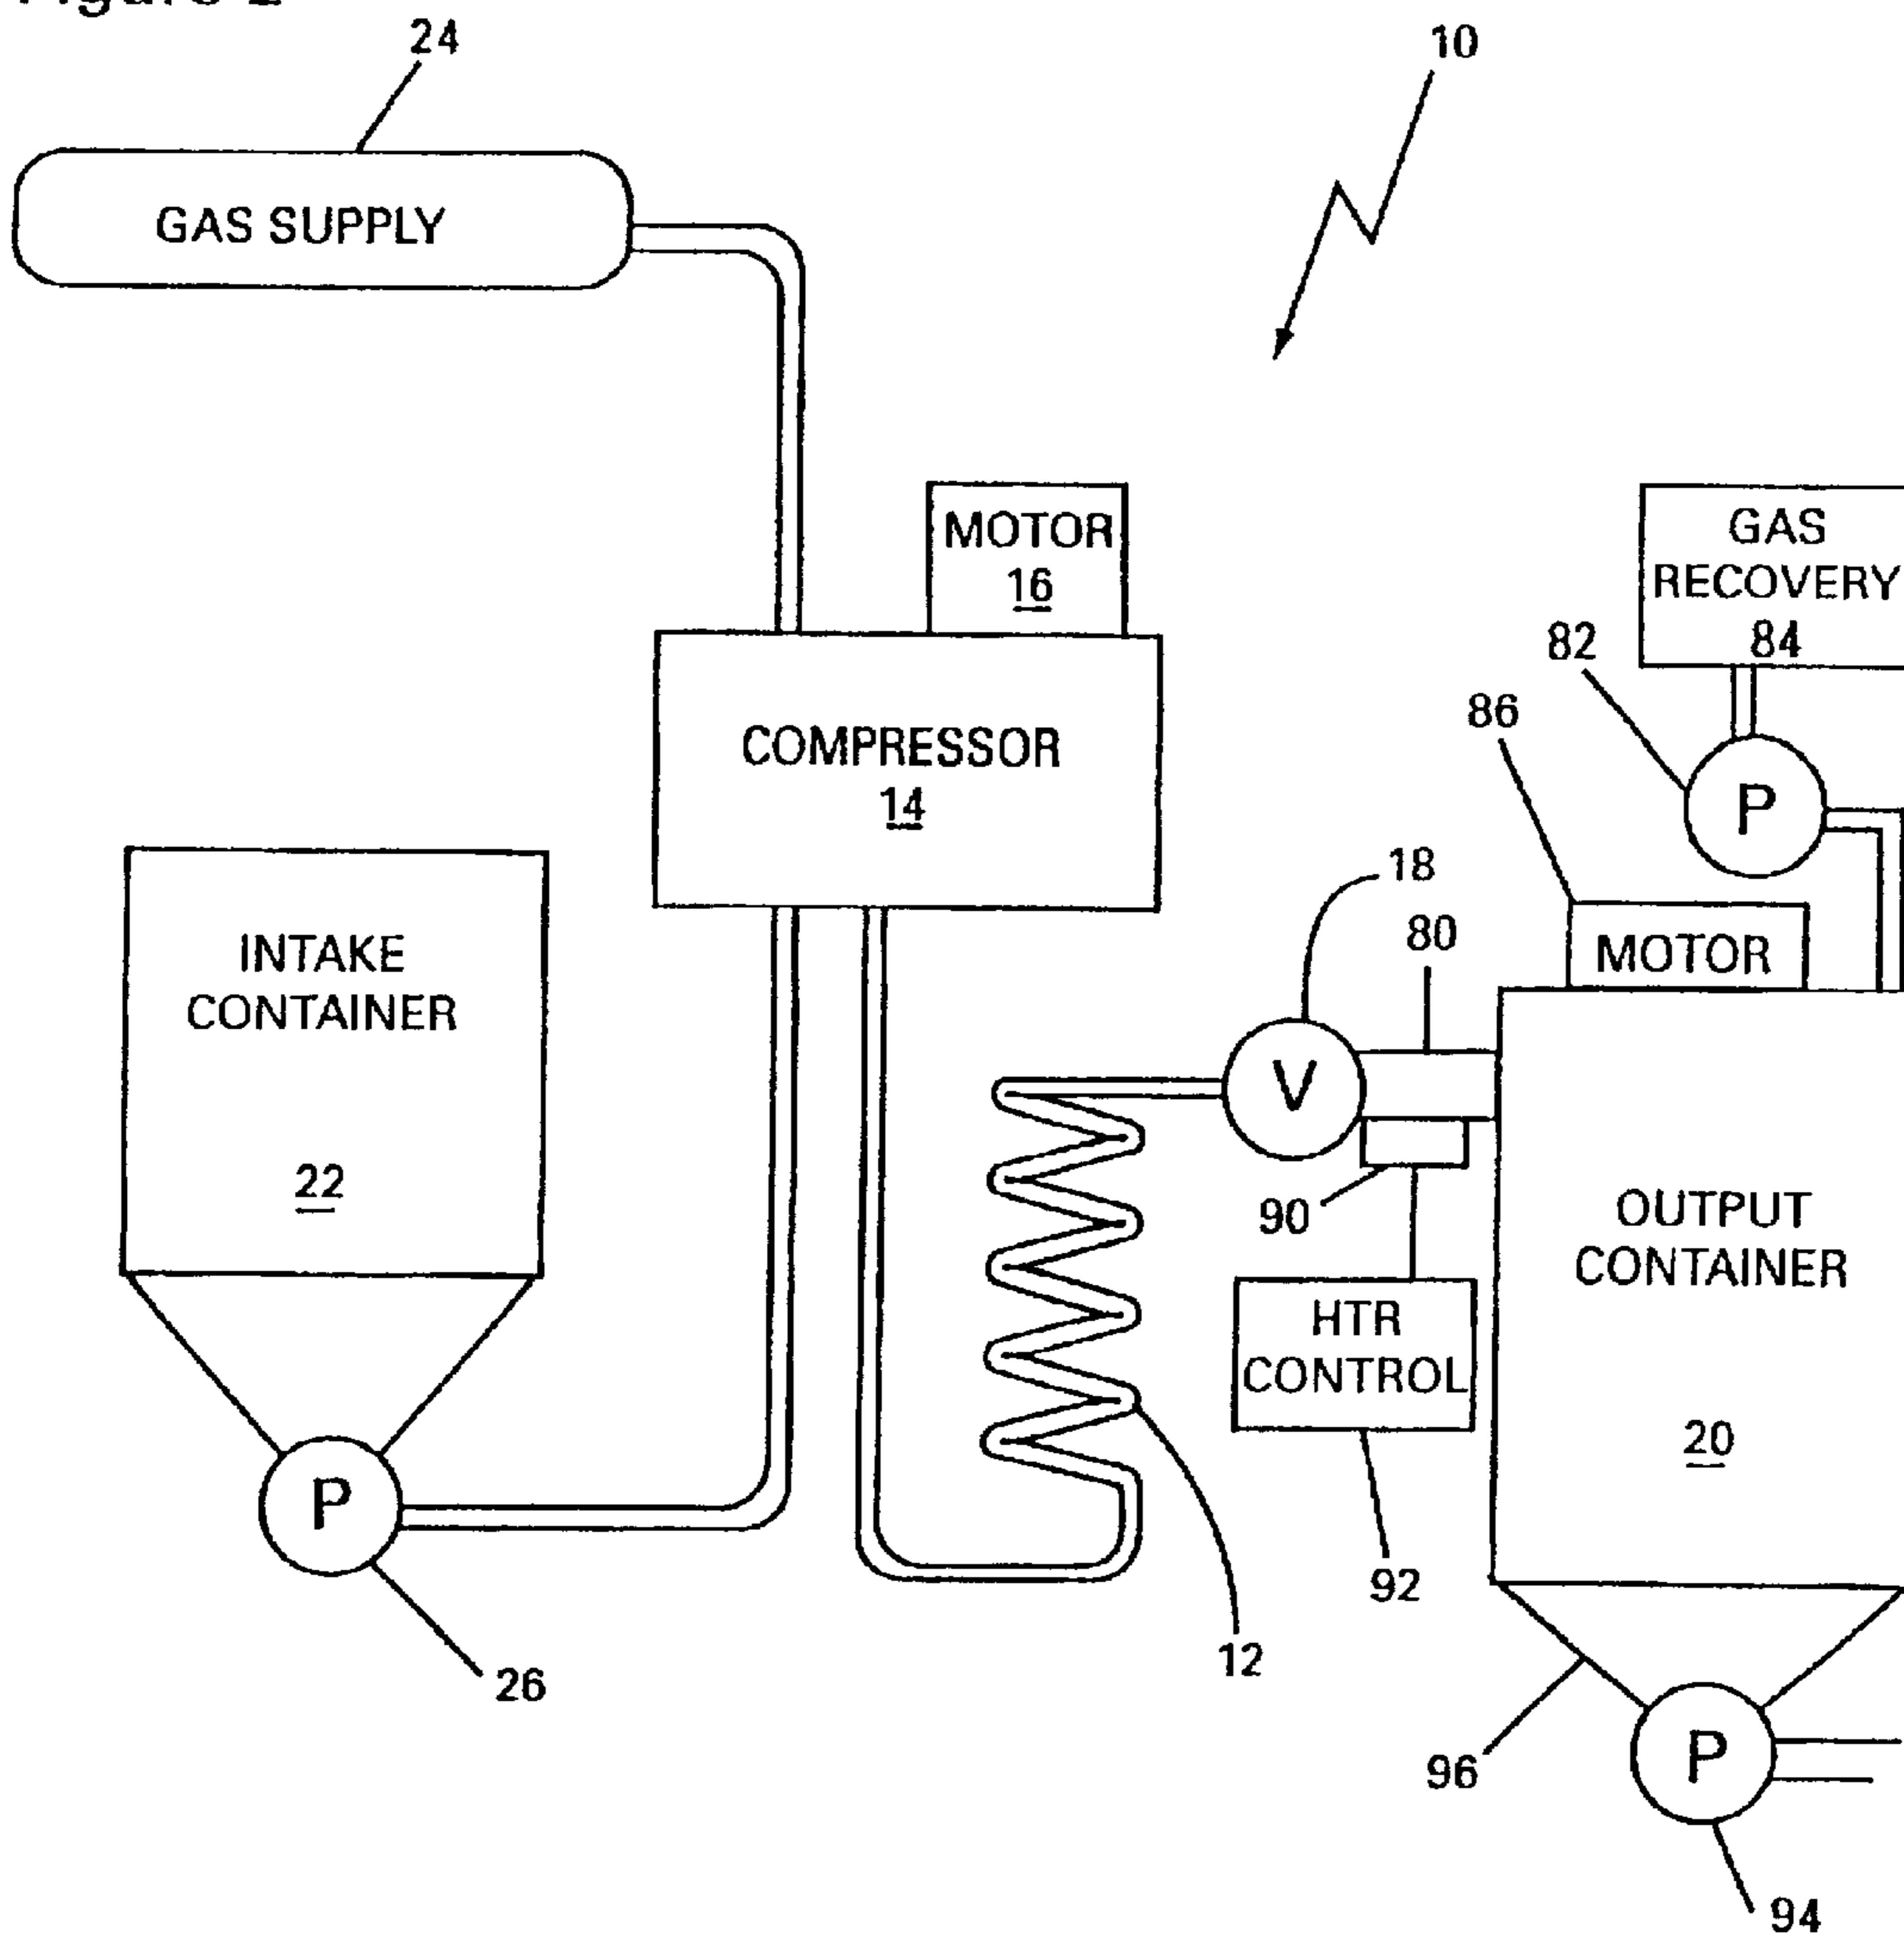 24
10
GAS SUPPLY
MOTOR
16
GAS
RECOVERY
84
82
86
COMPRESSOR
14
P
18
80
MOTOR
INTAKE
CONTAINER
V
22
90
OUTPUT
CONTAINER
HTR
CONTROL
20
P
92
12
26
96
P
94